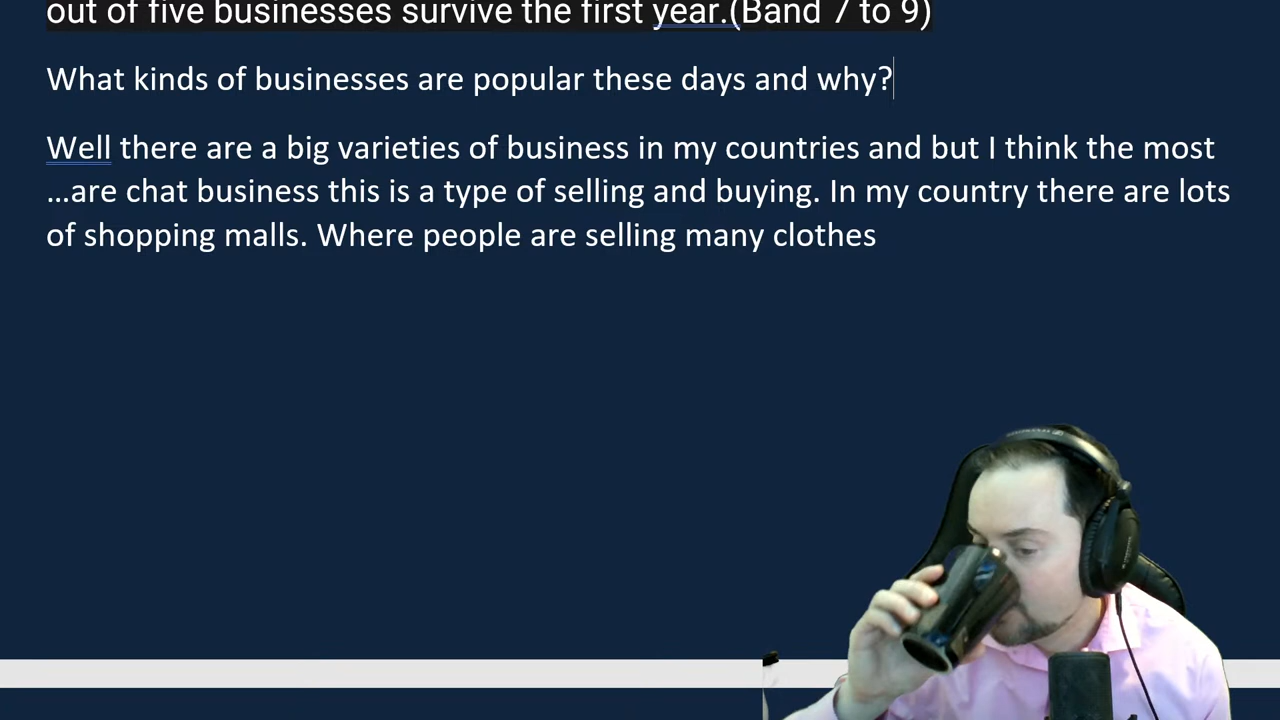 out of five businesses survive the first year.(Band 7 to 9)
What kinds of businesses are popular these days and why?
Well there are a big varieties of business in my countries and but I think the most
...are chat business this is a type of selling and buying. In my country there are lots
of shopping malls. Where people are selling many clothes